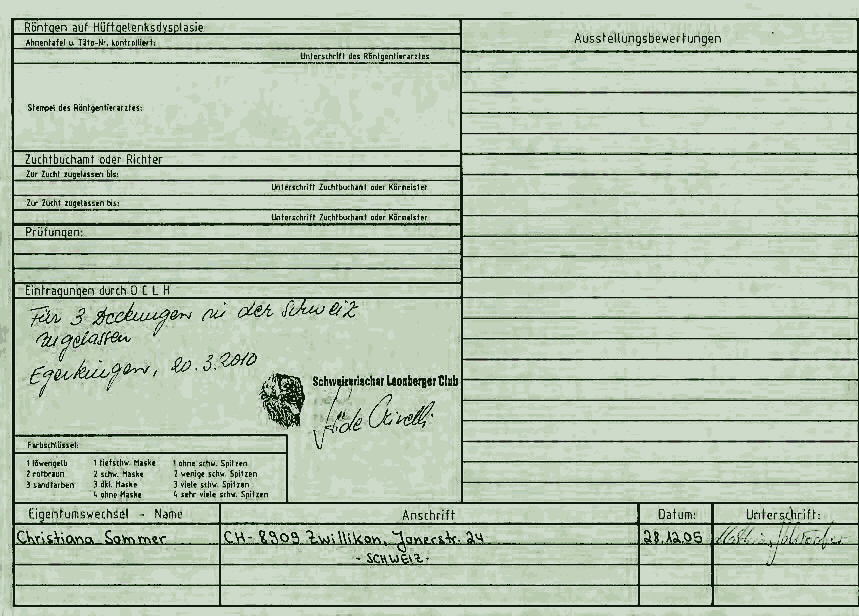 Röntgen auf Hüftgelenksdysplasie
Ahnentafel u. Täto-Nr. kontrolliert:
Unterschrift des Röntgentierarztes
Stempel des Röntgentierarztes:
Zuchtbuchamt oder Richter
Zur Zucht zugelassen bis:
Unterschrift Zuchtbuchamt oder Körmeister
Zur Zucht zugelassen bis:
Unterschrift Zuchtbuchamt oder Körmeister
Prüfungen:
Eintragungen durch OCLH
Für 3 Deckungen in der Schweiz
zugelassen
Egerkingen, 20.3.2010
Schweizerischer Leonberger Club
Farbschlüssel:
1 löwengelb 1 tiefschw. Maske 1 ohne schw. Spitzen
2 rotbraun 2 schw. Maske 2 wenige schw. Spitzen
3 sandfarben 3 dkl. Maske 3 viele schw. Spitzen
4 ohne Maske 4 sehr viele schw. Spitzen
Ausstellungsbewertungen
Eigentumswechsel - Name Anschrift Datum: Unterschrift:
Christiana Sommer CH-8909 Zwillikon, Jonerstr. 24 28.12.05
- SCHWEIZ -